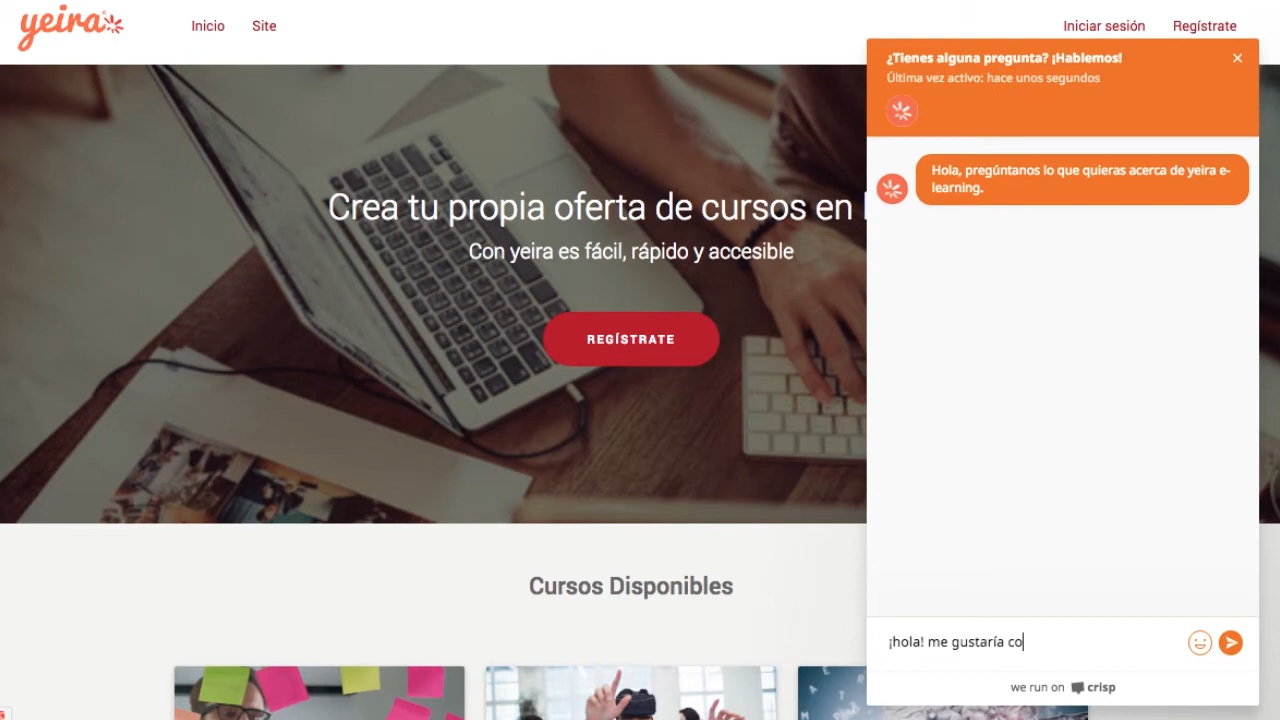 yeira
Inicio
Site
Iniciar sesión
Regístrate
¿Tienes alguna pregunta? ¡Hablemos!
Última vez activo: hace unos segundos
Hola, pregúntanos lo que quieras acerca de yeira e-
learning.
Crea tu propia oferta de cursos en
Con yeira es fácil, rápido y accesible
REGÍSTRATE
Cursos Disponibles
¡hola! me gustaría co
we run on crisp